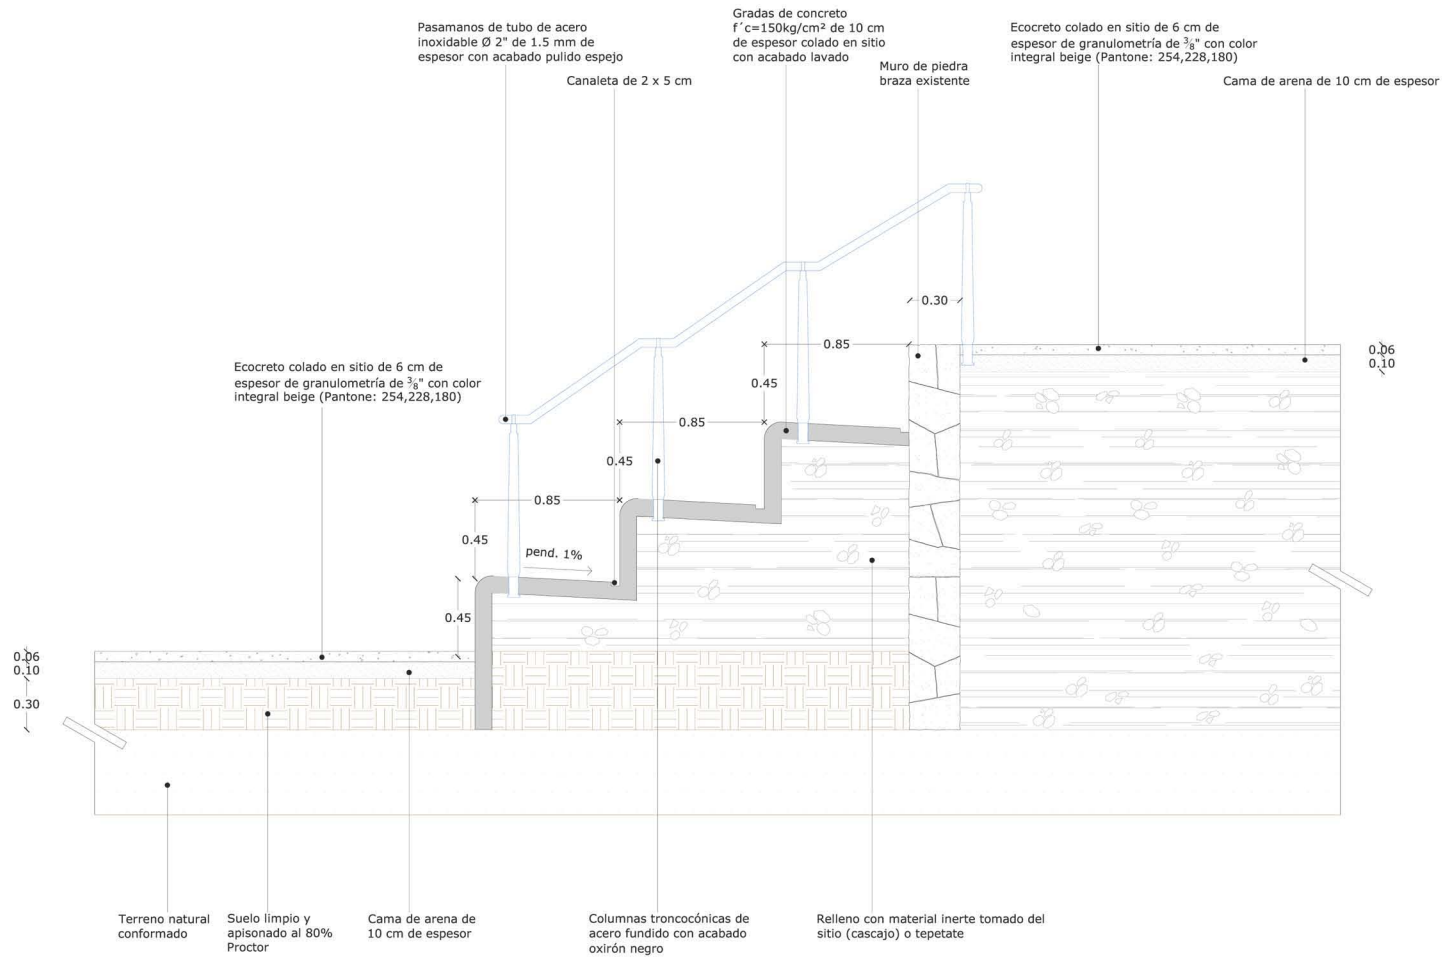 Pasamanos de tubo de acero
inoxidable Ø 2" de 1.5 mm de
espesor con acabado pulido espejo
Canaleta de 2 x 5 cm
Gradas de concreto
f´c=150kg/cm² de 10 cm
de espesor colado en sitio
con acabado lavado
Muro de piedra
braza existente
Ecocreto colado en sitio de 6 cm de
espesor de granulometría de ⅜" con color
integral beige (Pantone: 254,228,180)
Cama de arena de 10 cm de espesor
0.30
0.85
0.06
0.10
0.45
0.85
0.45
0.85
0.45
pend. 1%
0.45
Ecocreto colado en sitio de 6 cm de
espesor de granulometría de ⅜" con color
integral beige (Pantone: 254,228,180)
0.06
0.10
0.30
Terreno natural
conformado
Suelo limpio y
apisonado al 80%
Proctor
Cama de arena de
10 cm de espesor
Columnas troncocónicas de
acero fundido con acabado
oxirón negro
Relleno con material inerte tomado del
sitio (cascajo) o tepetate